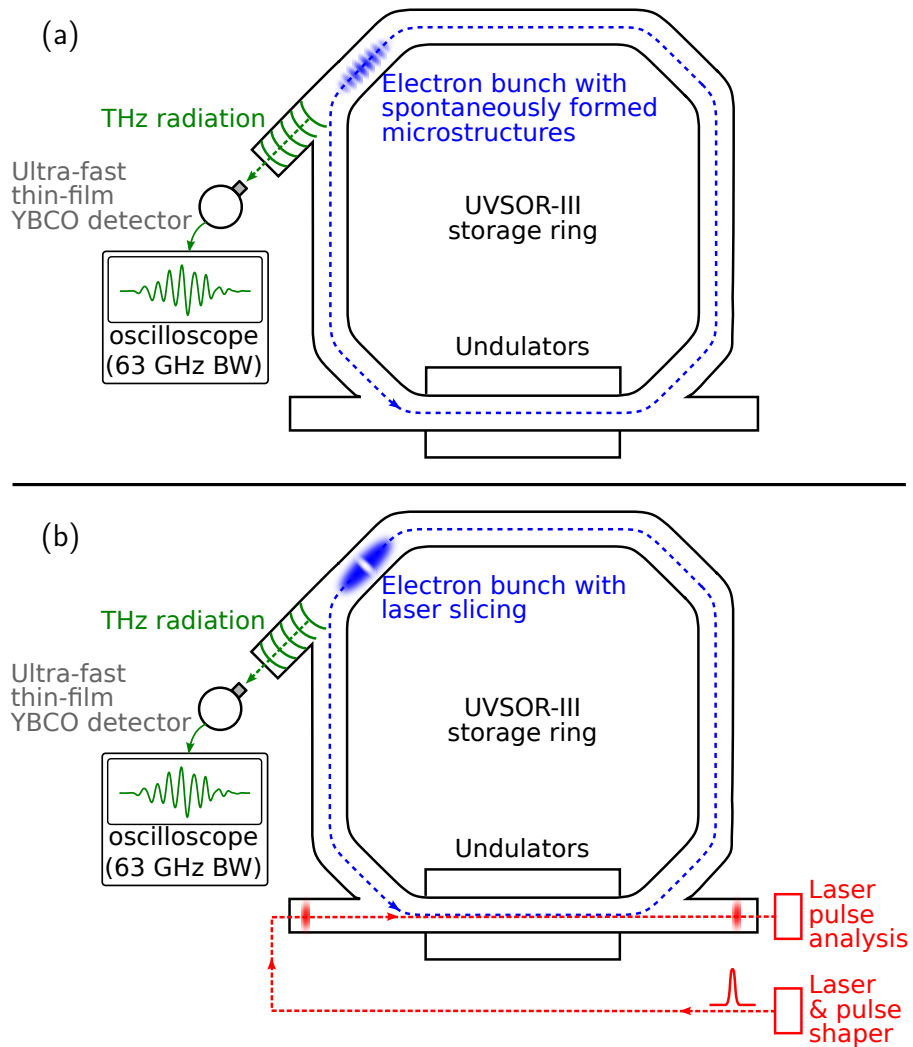 (a)
THz radiation
Electron bunch with
spontaneously formed
microstructures
Ultra-fast
thin-film
YBCO detector
UVSOR-III
storage ring
oscilloscope
(63 GHz BW)
Undulators
(b)
THz radiation
Electron bunch with
laser slicing
Ultra-fast
thin-film
YBCO detector
UVSOR-III
storage ring
oscilloscope
(63 GHz BW)
Undulators
Laser
pulse
analysis
Laser
& pulse
shaper